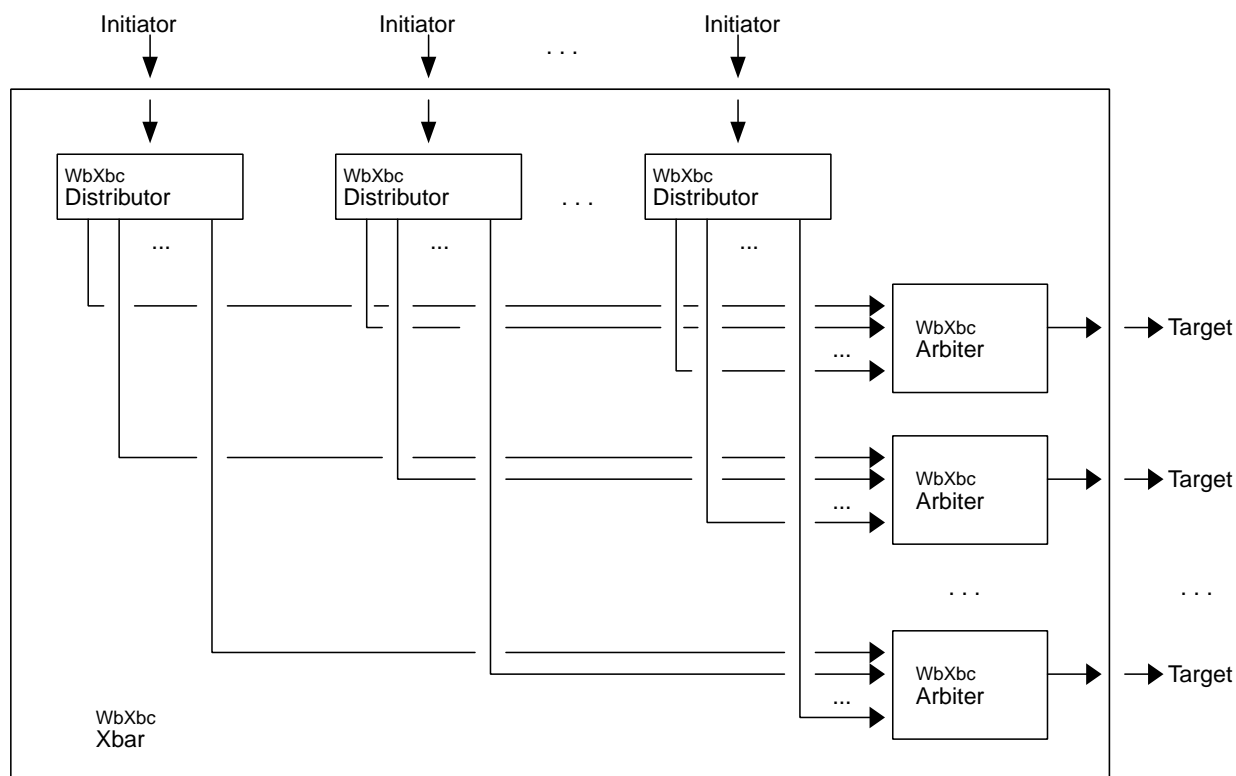 Initiator
Initiator
. . .
Initiator
WbXbc
Distributor
WbXbc
Distributor
. . .
WbXbc
Distributor
...
...
...
WbXbc
Arbiter
Target
...
WbXbc
Arbiter
Target
...
. . .
. . .
WbXbc
Arbiter
Target
...
WbXbc
Xbar